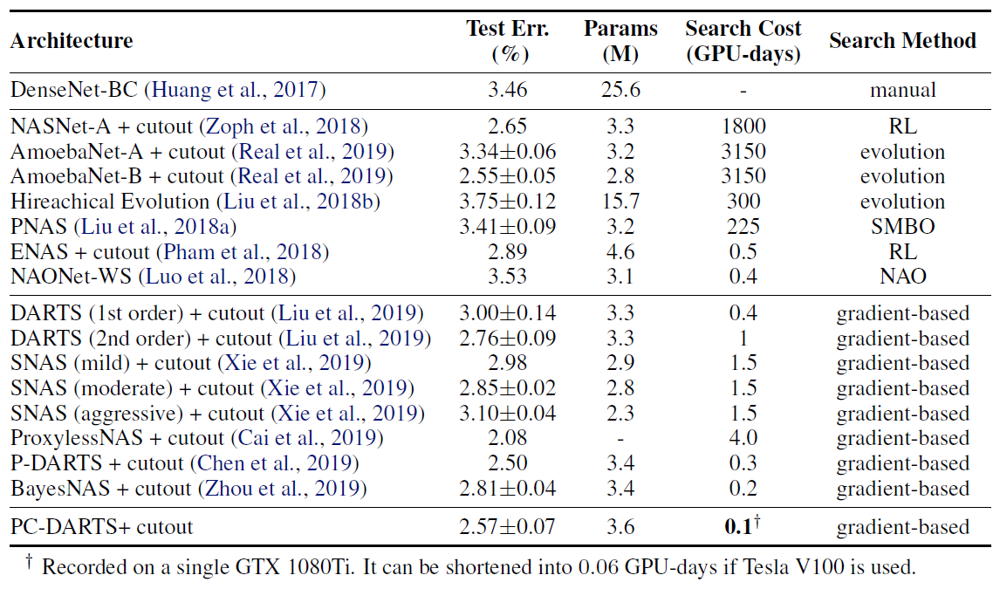 Architecture Test Err. (%) Params (M) Search Cost (GPU-days) Search Method
DenseNet-BC (Huang et al., 2017) 3.46 25.6 - manual
NASNet-A + cutout (Zoph et al., 2018) 2.65 3.3 1800 RL
AmoebaNet-A + cutout (Real et al., 2019) 3.34±0.06 3.2 3150 evolution
AmoebaNet-B + cutout (Real et al., 2019) 2.55±0.05 2.8 3150 evolution
Hireachical Evolution (Liu et al., 2018b) 3.75±0.12 15.7 300 evolution
PNAS (Liu et al., 2018a) 3.41±0.09 3.2 225 SMBO
ENAS + cutout (Pham et al., 2018) 2.89 4.6 0.5 RL
NAONet-WS (Luo et al., 2018) 3.53 3.1 0.4 NAO
DARTS (1st order) + cutout (Liu et al., 2019) 3.00±0.14 3.3 0.4 gradient-based
DARTS (2nd order) + cutout (Liu et al., 2019) 2.76±0.09 3.3 1 gradient-based
SNAS (mild) + cutout (Xie et al., 2019) 2.98 2.9 1.5 gradient-based
SNAS (moderate) + cutout (Xie et al., 2019) 2.85±0.02 2.8 1.5 gradient-based
SNAS (aggressive) + cutout (Xie et al., 2019) 3.10±0.04 2.3 1.5 gradient-based
ProxylessNAS + cutout (Cai et al., 2019) 2.08 - 4.0 gradient-based
P-DARTS + cutout (Chen et al., 2019) 2.50 3.4 0.3 gradient-based
BayesNAS + cutout (Zhou et al., 2019) 2.81±0.04 3.4 0.2 gradient-based
PC-DARTS+ cutout 2.57±0.07 3.6 0.1† gradient-based
† Recorded on a single GTX 1080Ti. It can be shortened into 0.06 GPU-days if Tesla V100 is used.